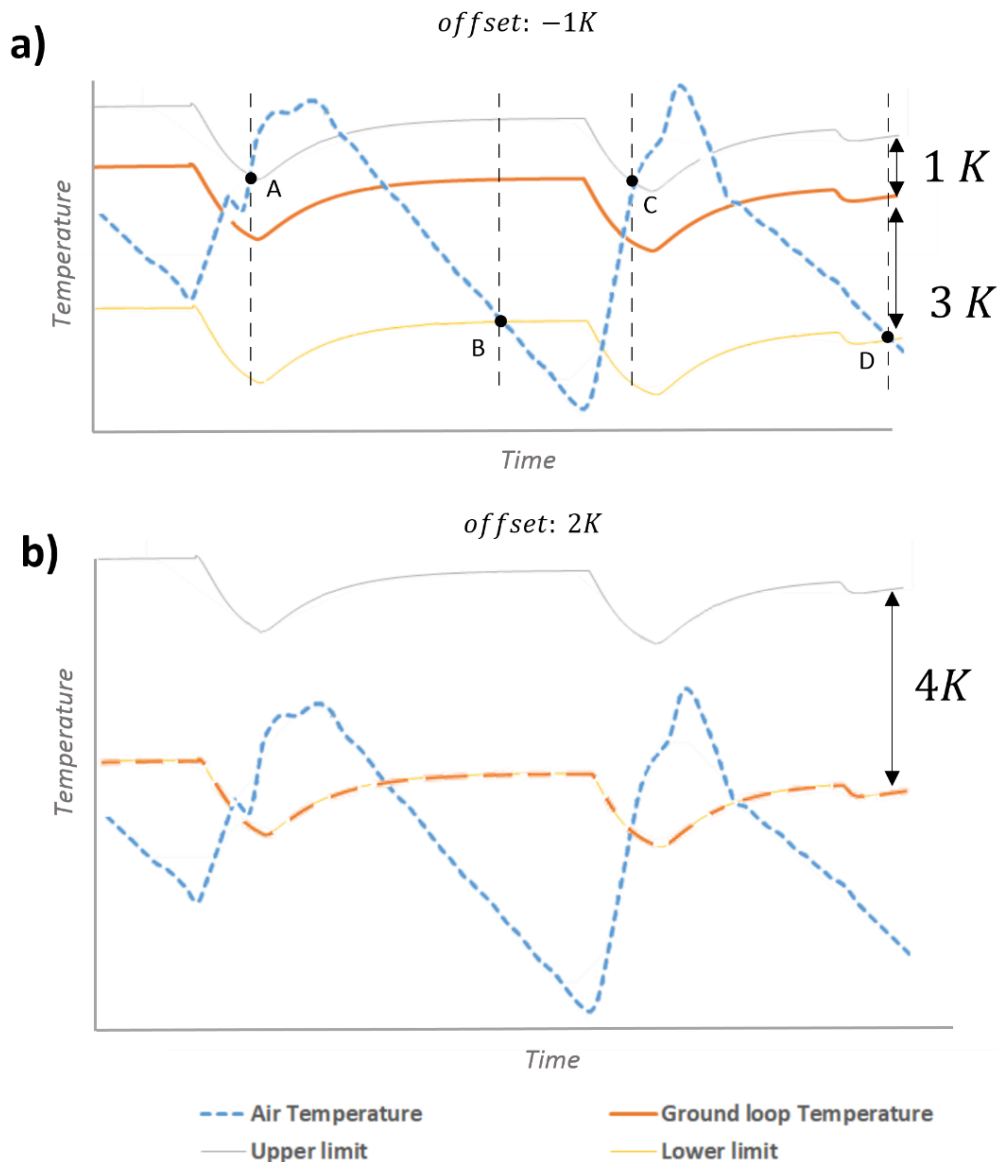 offset: −1K
a)
A
C
1 K
3 K
B
D
Temperature
Time
offset: 2K
b)
4K
Temperature
Time
Air Temperature
Ground loop Temperature
Upper limit
Lower limit